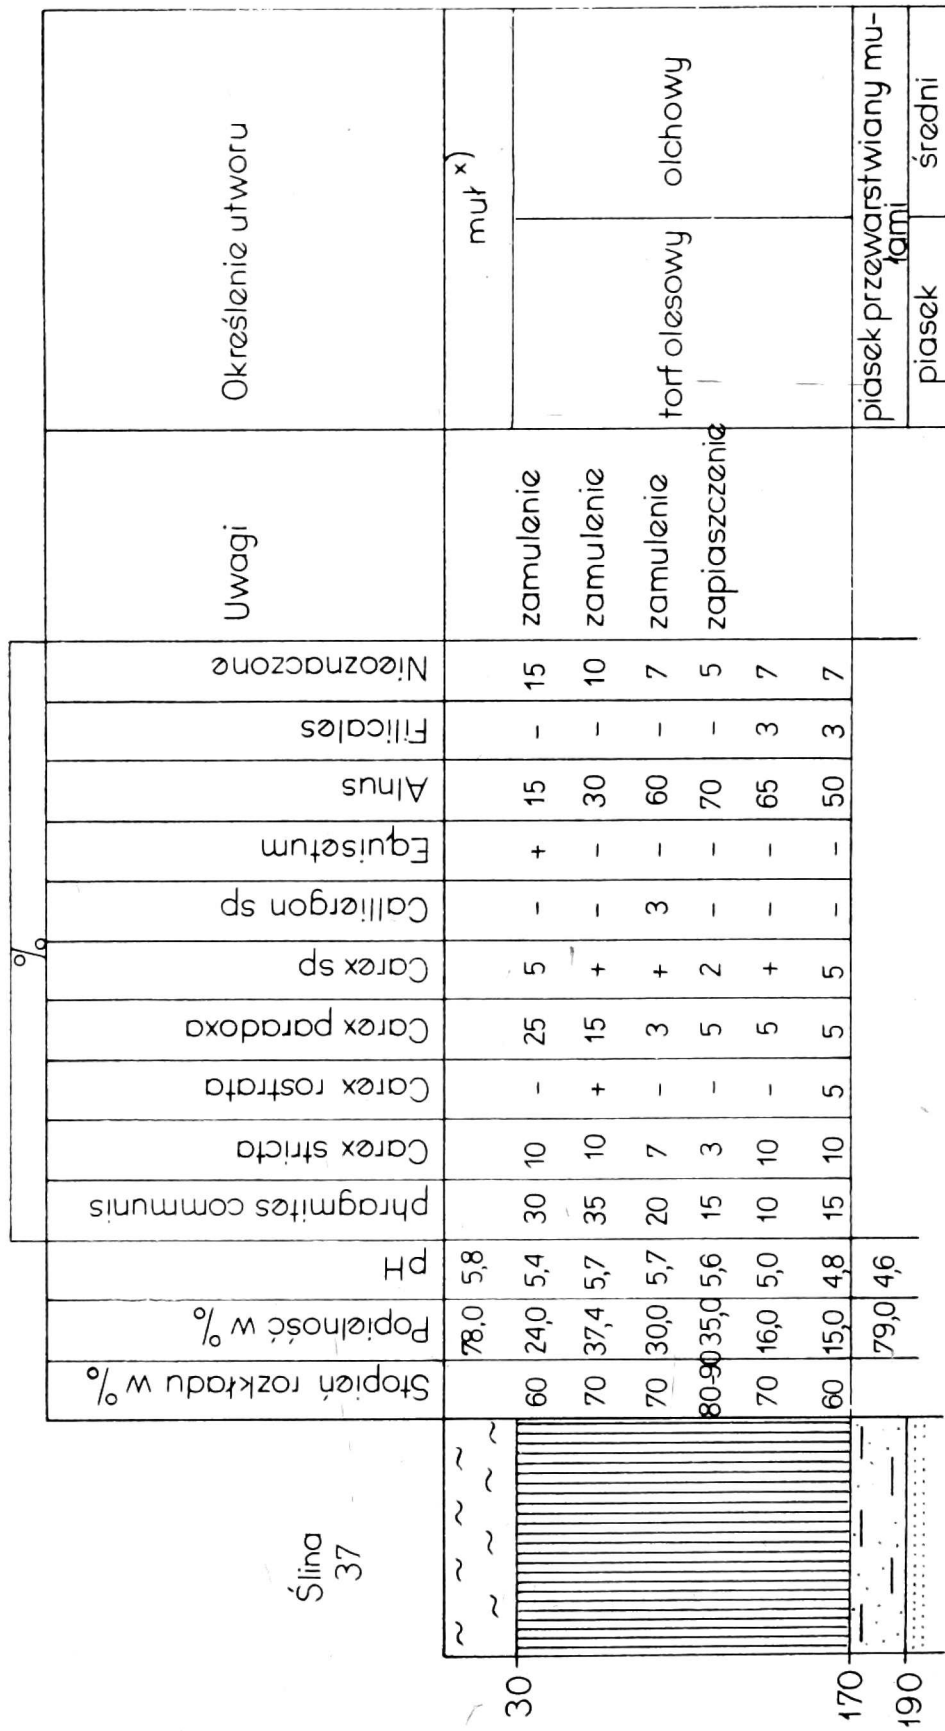 Ślina
37
Stopień rozkładu w %
Popielność w %
pH
%
phragmites communis
Carex stricta
Carex rostrata
Carex paradoxa
Carex sp
Calliergon sp
Equisetum
Alnus
Filicales
Nieoznaczone
Uwagi
Określenie utworu
78,0 5,8 muł x)
30
60 24,0 5,4 30 10 - 25 5 - + 15 - 15 zamulenie
70 37,4 5,7 35 10 + 15 + - - 30 - 10 zamulenie
70 30,0 5,7 20 7 - 3 + 3 - 60 - 7 zamulenie
torf olesowy olchowy
80-90 35,0 5,6 15 3 - 5 2 - - 70 - 5 zapiaszczenie
70 16,0 5,0 10 10 - 5 + - - 65 3 7
60 15,0 4,8 15 10 5 5 5 - - 50 3 7
170
79,0 4,6 piasek przewarstwiany mu-
łami
190
piasek średni